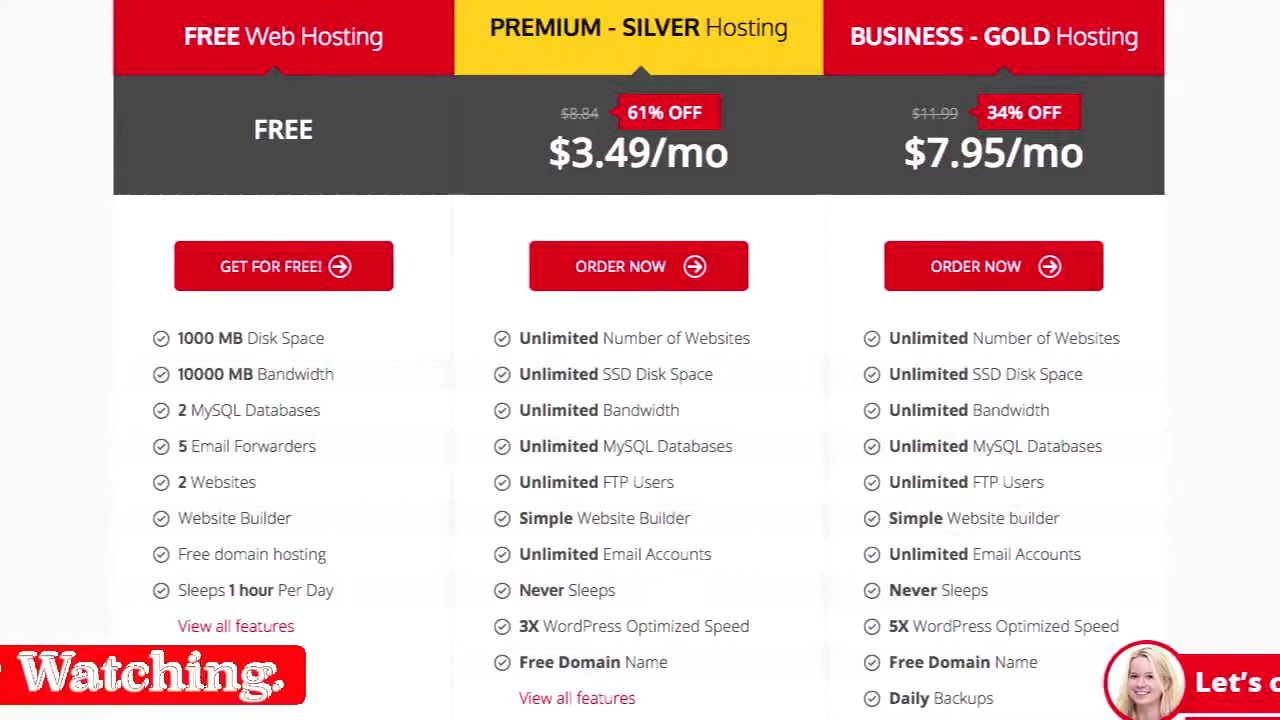 FREE Web Hosting
PREMIUM - SILVER Hosting
BUSINESS - GOLD Hosting
FREE
$8.84 61% OFF
$3.49/mo
$11.99 34% OFF
$7.95/mo
GET FOR FREE!
ORDER NOW
ORDER NOW
1000 MB Disk Space
10000 MB Bandwidth
2 MySQL Databases
5 Email Forwarders
2 Websites
Website Builder
Free domain hosting
Sleeps 1 hour Per Day
View all features
Unlimited Number of Websites
Unlimited SSD Disk Space
Unlimited Bandwidth
Unlimited MySQL Databases
Unlimited FTP Users
Simple Website Builder
Unlimited Email Accounts
Never Sleeps
3X WordPress Optimized Speed
Free Domain Name
View all features
Unlimited Number of Websites
Unlimited SSD Disk Space
Unlimited Bandwidth
Unlimited MySQL Databases
Unlimited FTP Users
Simple Website builder
Unlimited Email Accounts
Never Sleeps
5X WordPress Optimized Speed
Free Domain Name
Daily Backups
Watching.
Let's